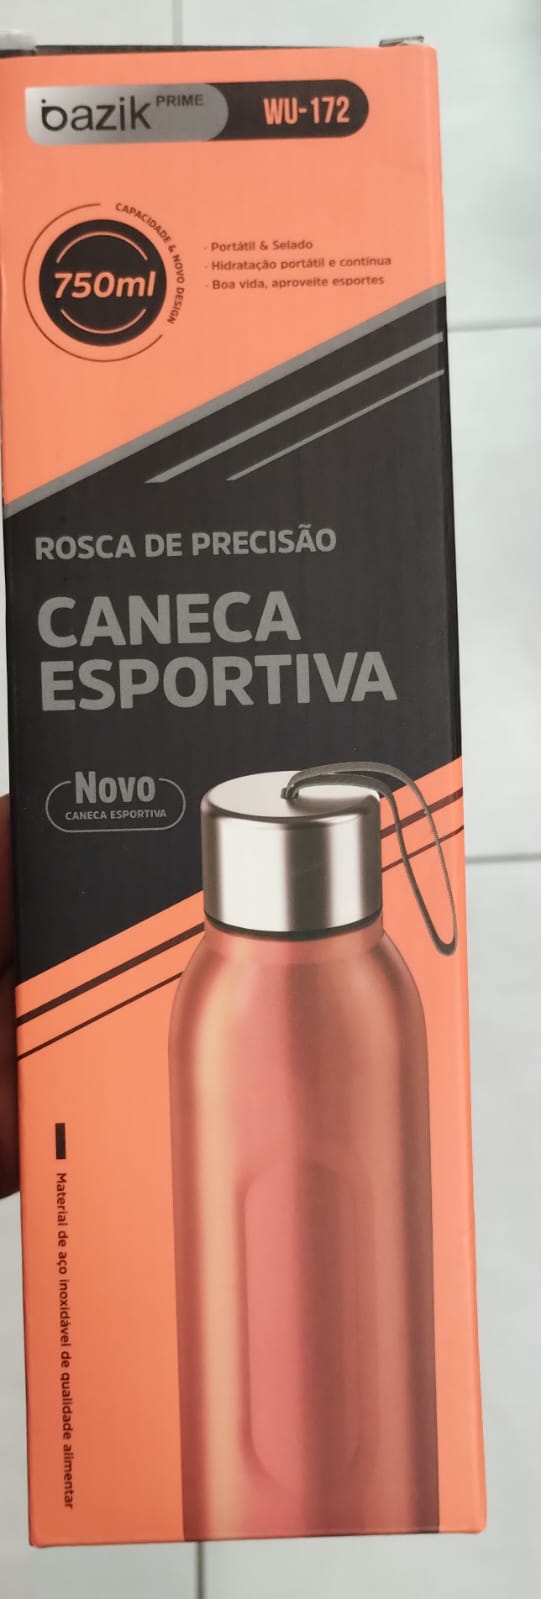 bazik PRIME
WU-172
CAPACIDADE & NOVO DESIGN
750ml
· Portátil & Selado
· Hidratação portátil e contínua
· Boa vida, aproveite esportes
ROSCA DE PRECISÃO
CANECA
ESPORTIVA
Novo
CANECA ESPORTIVA
Material de aço inoxidável de qualidade alimentar